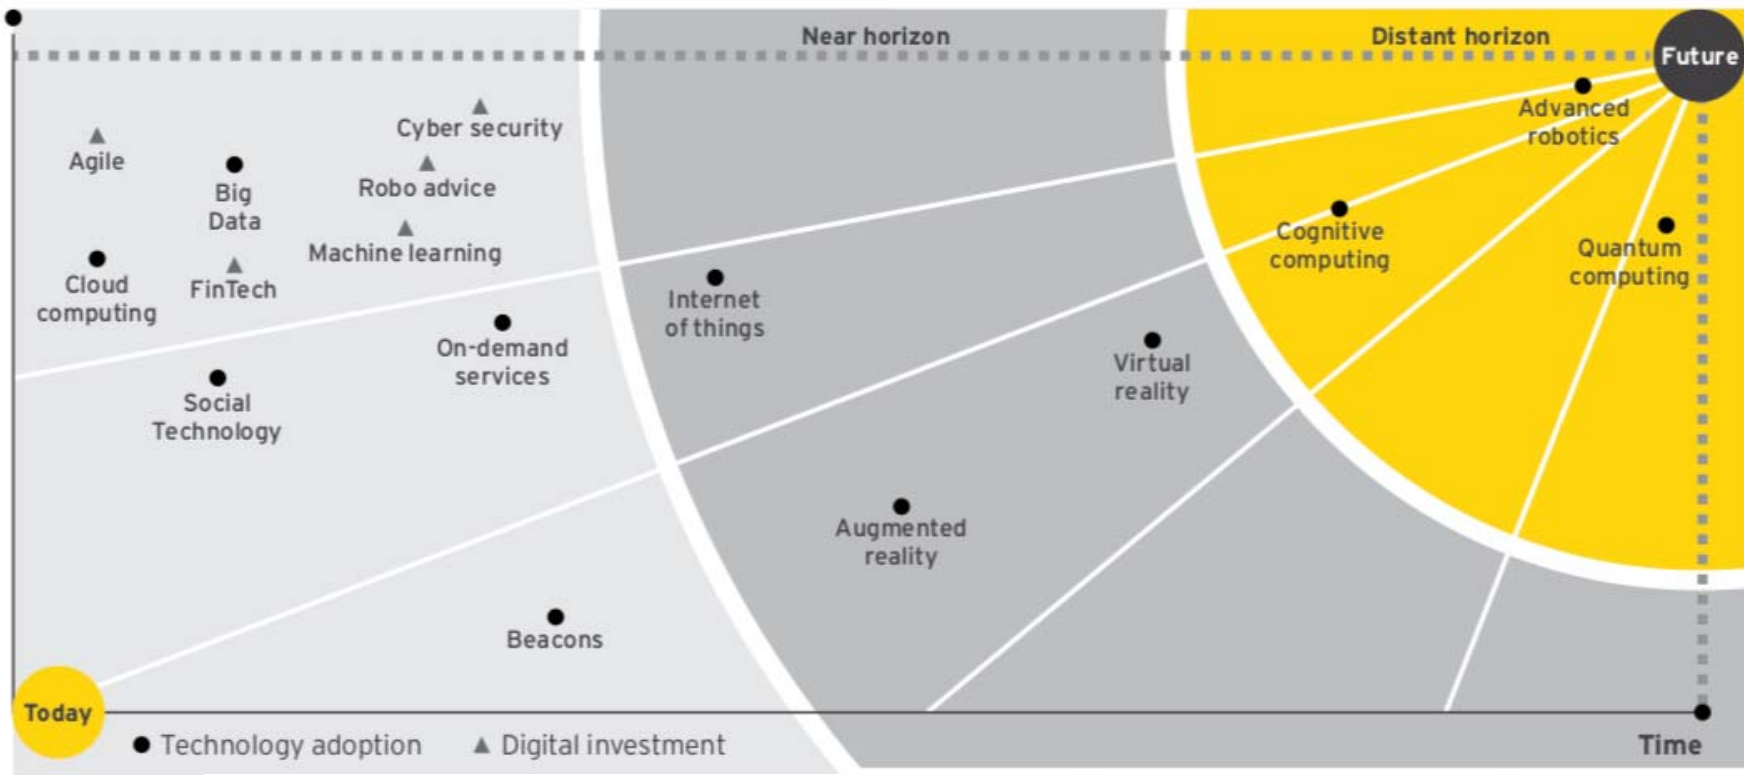 Near horizon
Distant horizon
Future
Cyber security
Agile
Big
Data
Robo advice
Machine learning
Cloud
computing
FinTech
On-demand
services
Social
Technology
Beacons
Internet
of things
Virtual
reality
Augmented
reality
Advanced
robotics
Cognitive
computing
Quantum
computing
Today
Technology adoption
Digital investment
Time